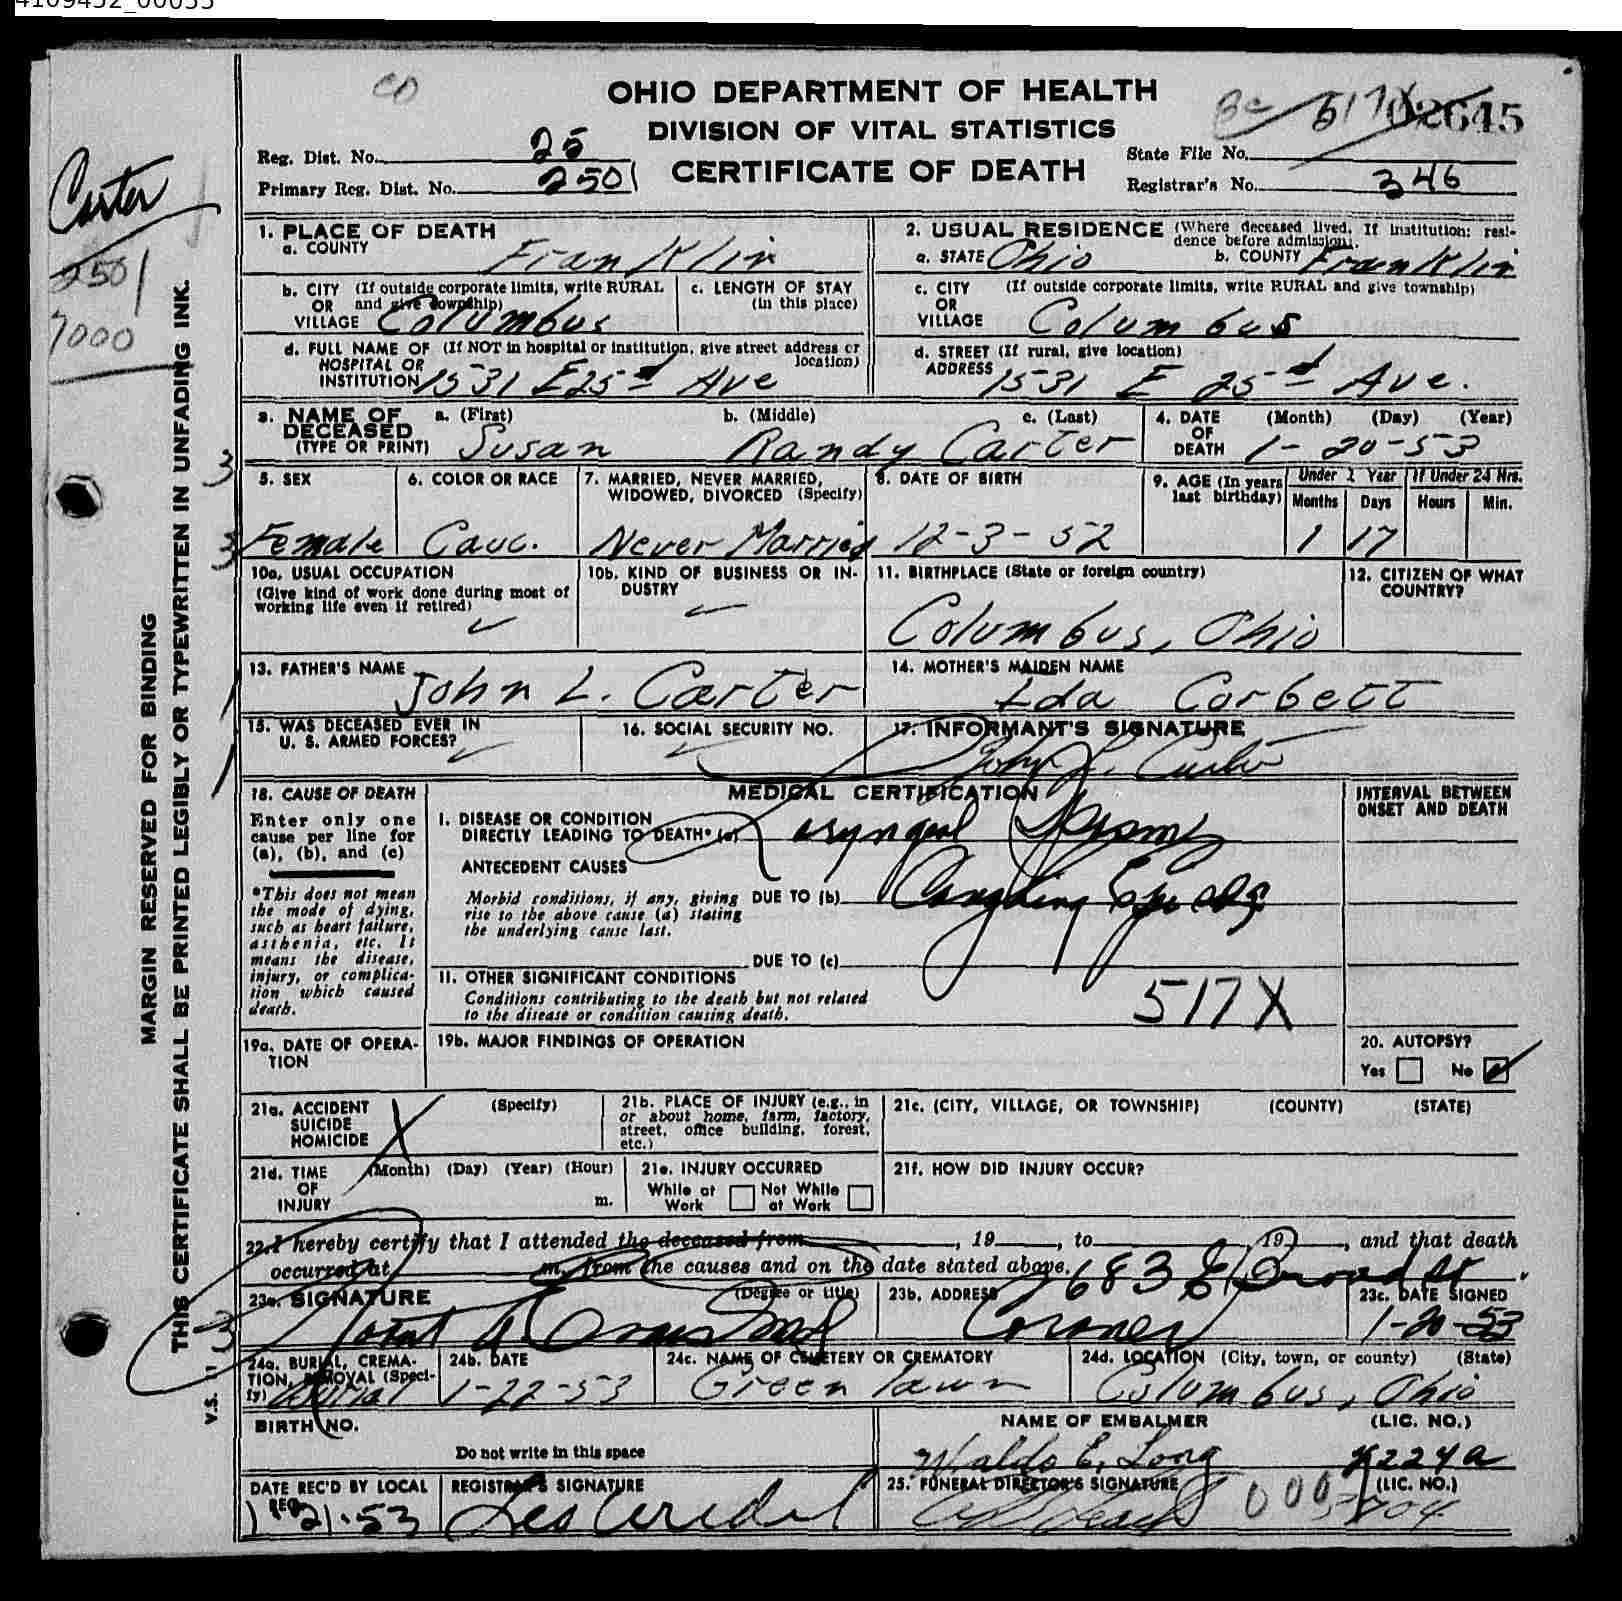 4109432_00035
CO
OHIO DEPARTMENT OF HEALTH
DIVISION OF VITAL STATISTICS
CERTIFICATE OF DEATH
Reg. Dist. No. 25
Primary Reg. Dist. No. 2501
517X 02645
State File No.
Registrar's No. 346
Carter
2501
7000
MARGIN RESERVED FOR BINDING
THIS CERTIFICATE SHALL BE PRINTED LEGIBLY OR TYPEWRITTEN IN UNFADING INK.
V.S. 1
1. PLACE OF DEATH
a. COUNTY Franklin
b. CITY (If outside corporate limits, write RURAL
OR and give township)
VILLAGE Columbus
c. LENGTH OF STAY
(in this place)
d. FULL NAME OF (If NOT in hospital or institution, give street address or
HOSPITAL OR location)
INSTITUTION 1531 E 25th Ave
2. USUAL RESIDENCE (Where deceased lived. If institution: resi-
dence before admission).
a. STATE Ohio b. COUNTY Franklin
c. CITY (If outside corporate limits, write RURAL and give township)
OR
VILLAGE Columbus
d. STREET (If rural, give location)
ADDRESS 1531 E 25th Ave.
3. NAME OF a. (First) b. (Middle) c. (Last)
DECEASED
(TYPE OR PRINT) Susan Randy Carter
4. DATE (Month) (Day) (Year)
OF
DEATH 1-20-53
3
5. SEX
Female
3
6. COLOR OR RACE
Cauc.
7. MARRIED, NEVER MARRIED,
WIDOWED, DIVORCED (Specify)
Never Married
8. DATE OF BIRTH
12-3-52
9. AGE (In years
last birthday)
Under 1 Year
Months Days
1 17
If Under 24 Hrs.
Hours Min.
10a. USUAL OCCUPATION
(Give kind of work done during most of
working life even if retired)
10b. KIND OF BUSINESS OR IN-
DUSTRY
11. BIRTHPLACE (State or foreign country)
Columbus, Ohio
12. CITIZEN OF WHAT
COUNTRY?
13. FATHER'S NAME
John L. Carter
14. MOTHER'S MAIDEN NAME
Ida Corbett
15. WAS DECEASED EVER IN
U. S. ARMED FORCES?
16. SOCIAL SECURITY NO.
17. INFORMANT'S SIGNATURE
John L. Carter
18. CAUSE OF DEATH
Enter only one
cause per line for
(a), (b), and (c)
*This does not mean
the mode of dying,
such as heart failure,
asthenia, etc. It
means the disease,
injury, or complica-
tion which caused
death.
MEDICAL CERTIFICATION
I. DISEASE OR CONDITION
DIRECTLY LEADING TO DEATH* (a) Laryngeal Spasm
ANTECEDENT CAUSES
Morbid conditions, if any, giving DUE TO (b) Coughing Spells
rise to the above cause (a) stating
the underlying cause last.
DUE TO (c)
II. OTHER SIGNIFICANT CONDITIONS
Conditions contributing to the death but not related
to the disease or condition causing death.
517X
INTERVAL BETWEEN
ONSET AND DEATH
19a. DATE OF OPERA-
TION
19b. MAJOR FINDINGS OF OPERATION
20. AUTOPSY?
Yes No
21a. ACCIDENT (Specify)
SUICIDE
HOMICIDE
X
21b. PLACE OF INJURY (e.g., in
or about home, farm, factory,
street, office building, forest,
etc.)
21c. (CITY, VILLAGE, OR TOWNSHIP) (COUNTY) (STATE)
21d. TIME (Month) (Day) (Year) (Hour)
OF
INJURY m.
21e. INJURY OCCURRED
While at Not While
Work at Work
21f. HOW DID INJURY OCCUR?
22. I hereby certify that I attended the deceased from , 19 , to , 19 , and that death
occurred at m., from the causes and on the date stated above.
23a. SIGNATURE (Degree or title)
23b. ADDRESS 683 E Broad St.
Coroner
23c. DATE SIGNED
1-20-53
3
24a. BURIAL, CREMA-
TION, REMOVAL (Speci-
fy) Burial
24b. DATE
1-22-53
24c. NAME OF CEMETERY OR CREMATORY
Green Lawn
24d. LOCATION (City, town, or county) (State)
Columbus, Ohio
BIRTH NO.
Do not write in this space
NAME OF EMBALMER (LIC. NO.)
Waldo E. Long 4224a
DATE REC'D BY LOCAL
REG.
1 21-53
REGISTRAR'S SIGNATURE
25. FUNERAL DIRECTOR'S SIGNATURE (LIC. NO.)